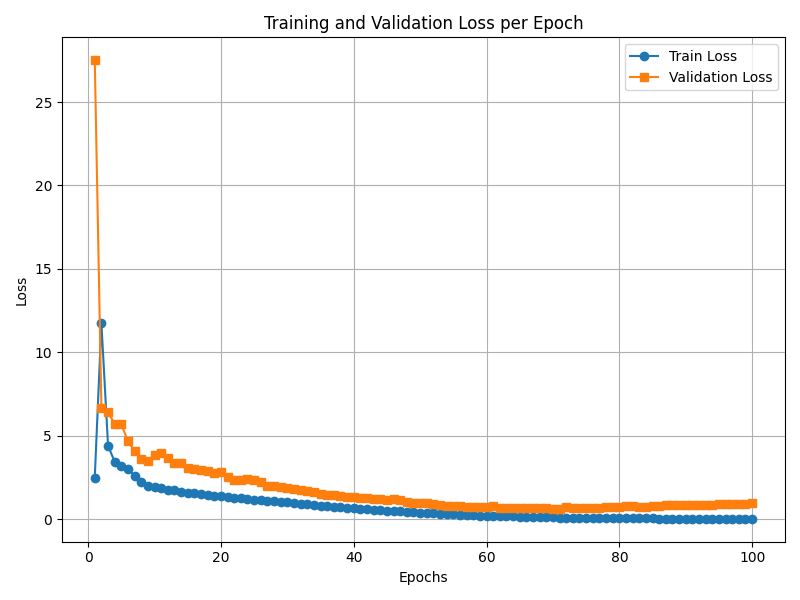 Training and Validation Loss per Epoch
Train Loss
Validation Loss
25
20
15
10
5
0
Loss
0 20 40 60 80 100
Epochs